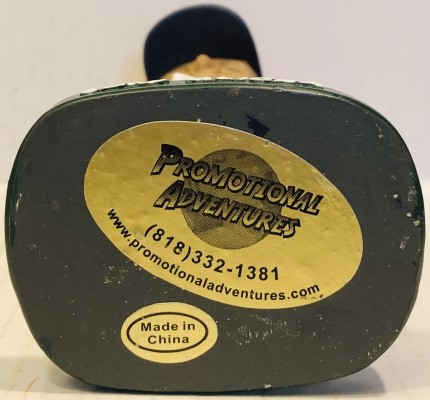 PROMOTIONAL
ADVENTURES
(818)332-1381
www.promotionaladventures.com
Made in
China